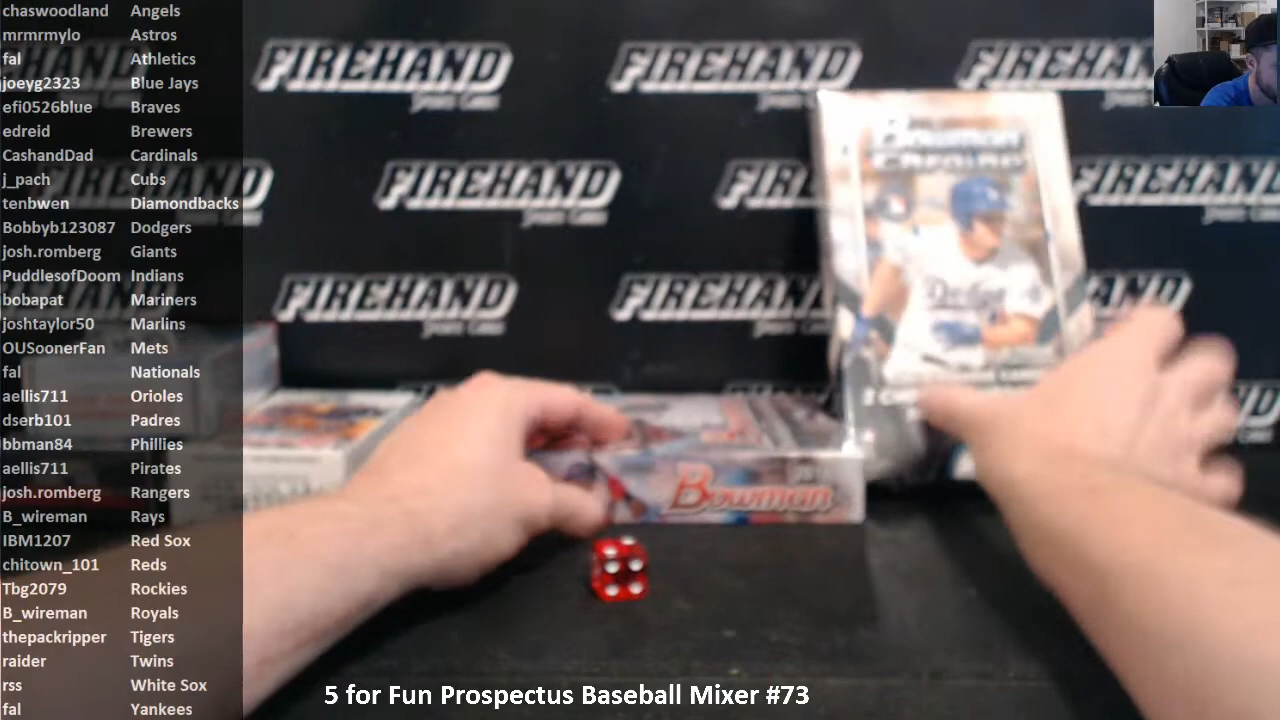 chaswoodland Angels
mrmrmylo Astros
fal Athletics
joeyg2323 Blue Jays
efi0526blue Braves
edreid Brewers
CashandDad Cardinals
j_pach Cubs
tenbwen Diamondbacks
Bobbyb123087 Dodgers
josh.romberg Giants
PuddlesofDoom Indians
bobapat Mariners
joshtaylor50 Marlins
OUSoonerFan Mets
fal Nationals
aellis711 Orioles
dserb101 Padres
bbman84 Phillies
aellis711 Pirates
josh.romberg Rangers
B_wireman Rays
IBM1207 Red Sox
chitown_101 Reds
Tbg2079 Rockies
B_wireman Royals
thepackripper Tigers
raider Twins
rss White Sox
fal Yankees
FIREHAND FIREHAND FIREHAND
FIREHAND
FIREHAND FIREHAND
Bowman
Chrome
Dodgers
Bowman
5 for Fun Prospectus Baseball Mixer #73